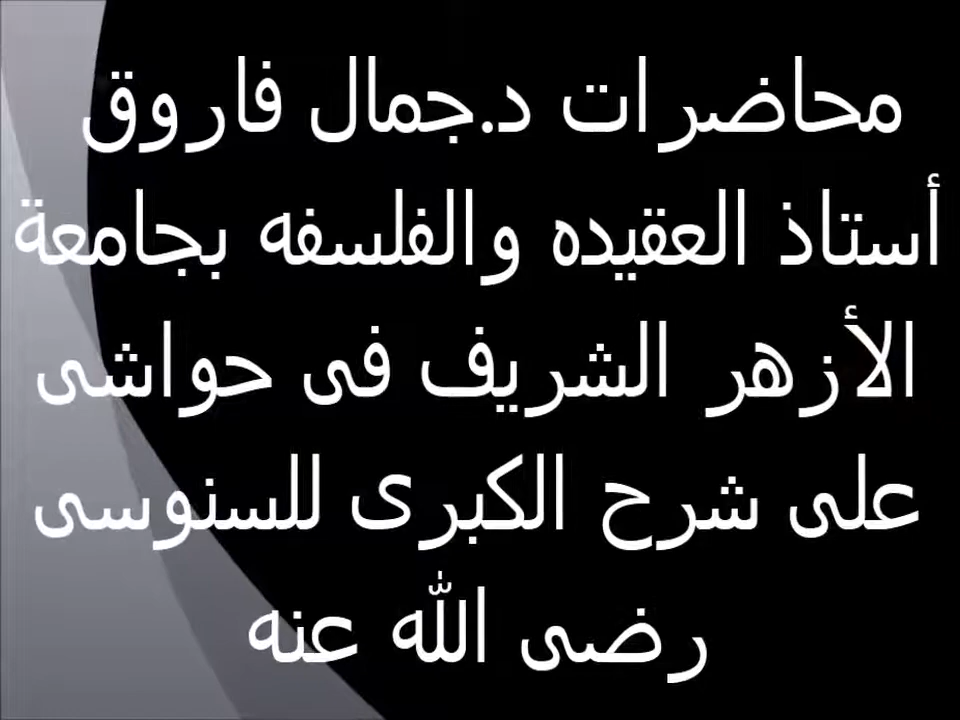 محاضرات د.جمال فاروق
أستاذ العقيده والفلسفه بجامعة
الأزهر الشريف فى حواشى
على شرح الكبرى للسنوسى
رضى الله عنه